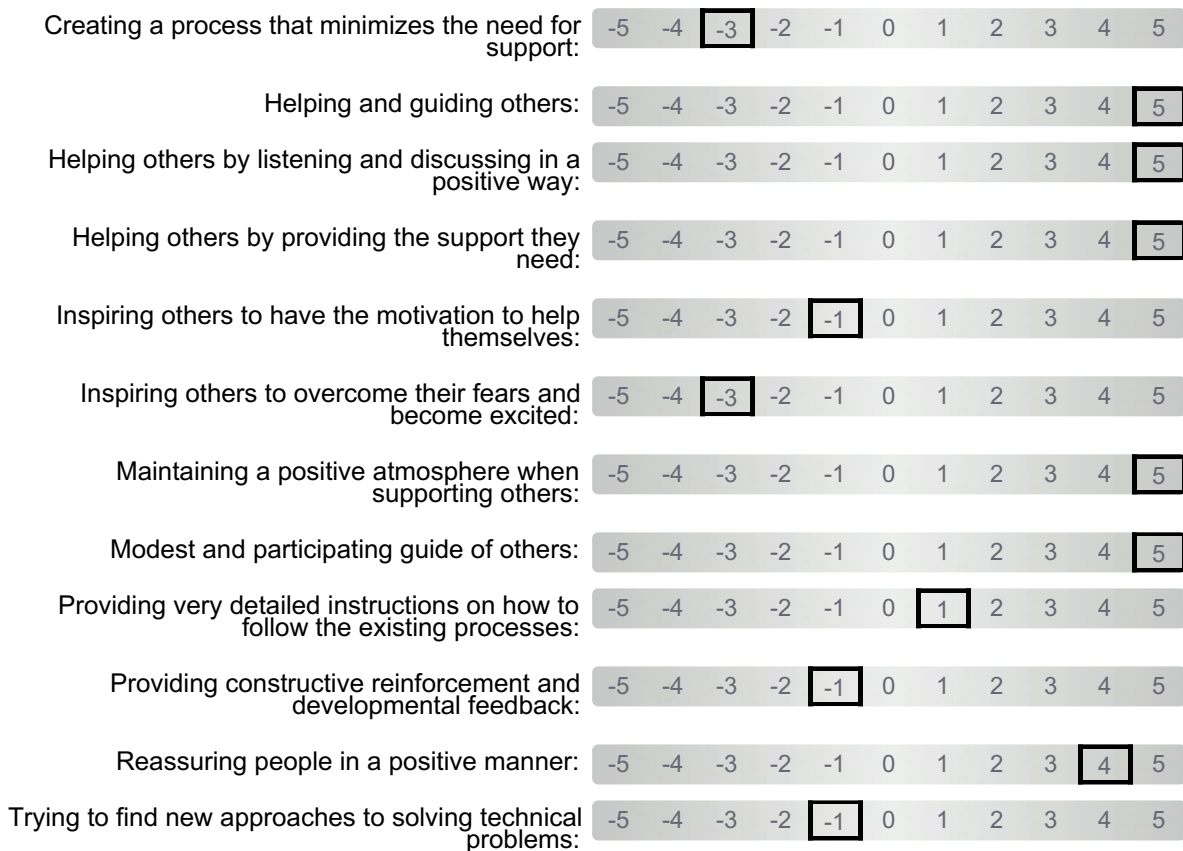 Creating a process that minimizes the need for
support:
-5 -4 -3 -2 -1 0 1 2 3 4 5
Helping and guiding others:
-5 -4 -3 -2 -1 0 1 2 3 4 5
Helping others by listening and discussing in a
positive way:
-5 -4 -3 -2 -1 0 1 2 3 4 5
Helping others by providing the support they
need:
-5 -4 -3 -2 -1 0 1 2 3 4 5
Inspiring others to have the motivation to help
themselves:
-5 -4 -3 -2 -1 0 1 2 3 4 5
Inspiring others to overcome their fears and
become excited:
-5 -4 -3 -2 -1 0 1 2 3 4 5
Maintaining a positive atmosphere when
supporting others:
-5 -4 -3 -2 -1 0 1 2 3 4 5
Modest and participating guide of others:
-5 -4 -3 -2 -1 0 1 2 3 4 5
Providing very detailed instructions on how to
follow the existing processes:
-5 -4 -3 -2 -1 0 1 2 3 4 5
Providing constructive reinforcement and
developmental feedback:
-5 -4 -3 -2 -1 0 1 2 3 4 5
Reassuring people in a positive manner:
-5 -4 -3 -2 -1 0 1 2 3 4 5
Trying to find new approaches to solving technical
problems:
-5 -4 -3 -2 -1 0 1 2 3 4 5